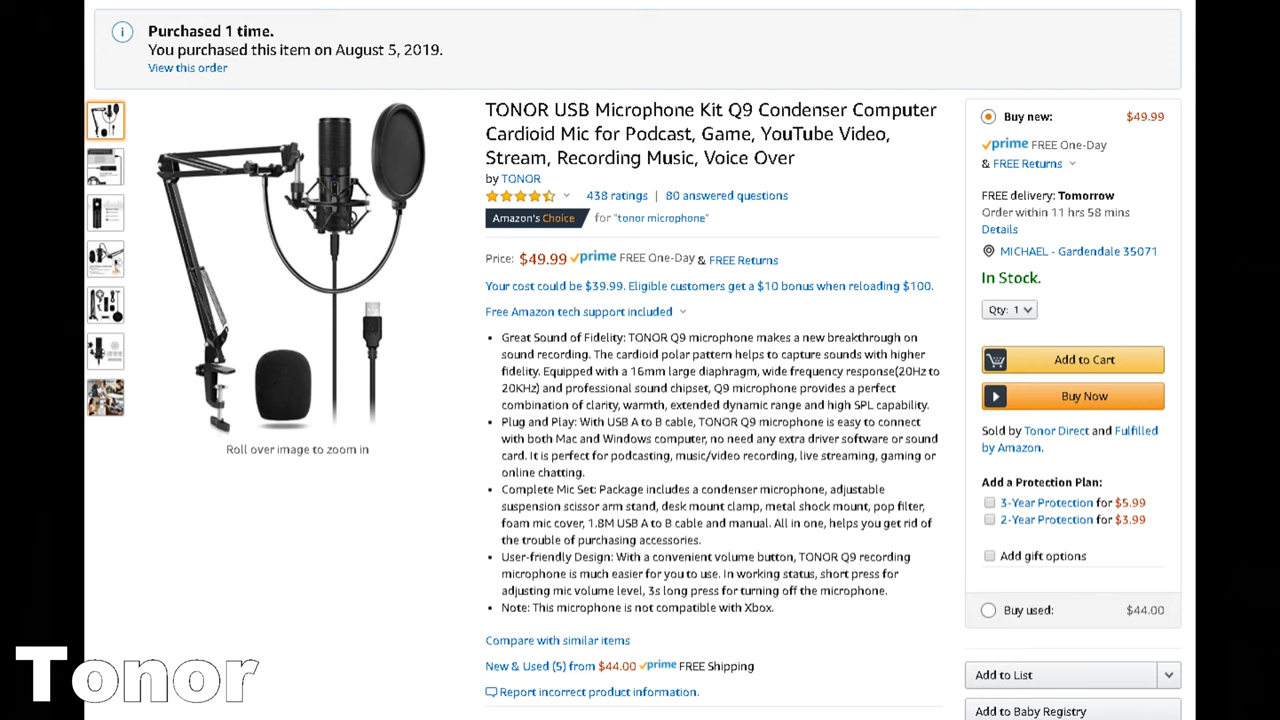 Purchased 1 time.
You purchased this item on August 5, 2019.
View this order
TONOR USB Microphone Kit Q9 Condenser Computer
Cardioid Mic for Podcast, Game, YouTube Video,
Stream, Recording Music, Voice Over
by TONOR
438 ratings | 80 answered questions
Amazon's Choice for "tonor microphone"
Price: $49.99 prime FREE One-Day & FREE Returns
Your cost could be $39.99. Eligible customers get a $10 bonus when reloading $100.
Free Amazon tech support included
• Great Sound of Fidelity: TONOR Q9 microphone makes a new breakthrough on
sound recording. The cardioid polar pattern helps to capture sounds with higher
fidelity. Equipped with a 16mm large diaphragm, wide frequency response(20Hz to
20KHz) and professional sound chipset, Q9 microphone provides a perfect
combination of clarity, warmth, extended dynamic range and high SPL capability.
• Plug and Play: With USB A to B cable, TONOR Q9 microphone is easy to connect
with both Mac and Windows computer, no need any extra driver software or sound
card. It is perfect for podcasting, music/video recording, live streaming, gaming or
online chatting.
• Complete Mic Set: Package includes a condenser microphone, adjustable
suspension scissor arm stand, desk mount clamp, metal shock mount, pop filter,
foam mic cover, 1.8M USB A to B cable and manual. All in one, helps you get rid of
the trouble of purchasing accessories.
• User-friendly Design: With a convenient volume button, TONOR Q9 recording
microphone is much easier for you to use. In working status, short press for
adjusting mic volume level, 3s long press for turning off the microphone.
• Note: This microphone is not compatible with Xbox.
Compare with similar items
New & Used (5) from $44.00 prime FREE Shipping
Report incorrect product information.
Roll over image to zoom in
Buy new: $49.99
prime FREE One-Day
& FREE Returns
FREE delivery: Tomorrow
Order within 11 hrs 58 mins
Details
MICHAEL - Gardendale 35071
In Stock.
Qty: 1
Add to Cart
Buy Now
Sold by Tonor Direct and Fulfilled
by Amazon.
Add a Protection Plan:
3-Year Protection for $5.99
2-Year Protection for $3.99
Add gift options
Buy used: $44.00
Add to List
Add to Baby Registry
Tonor